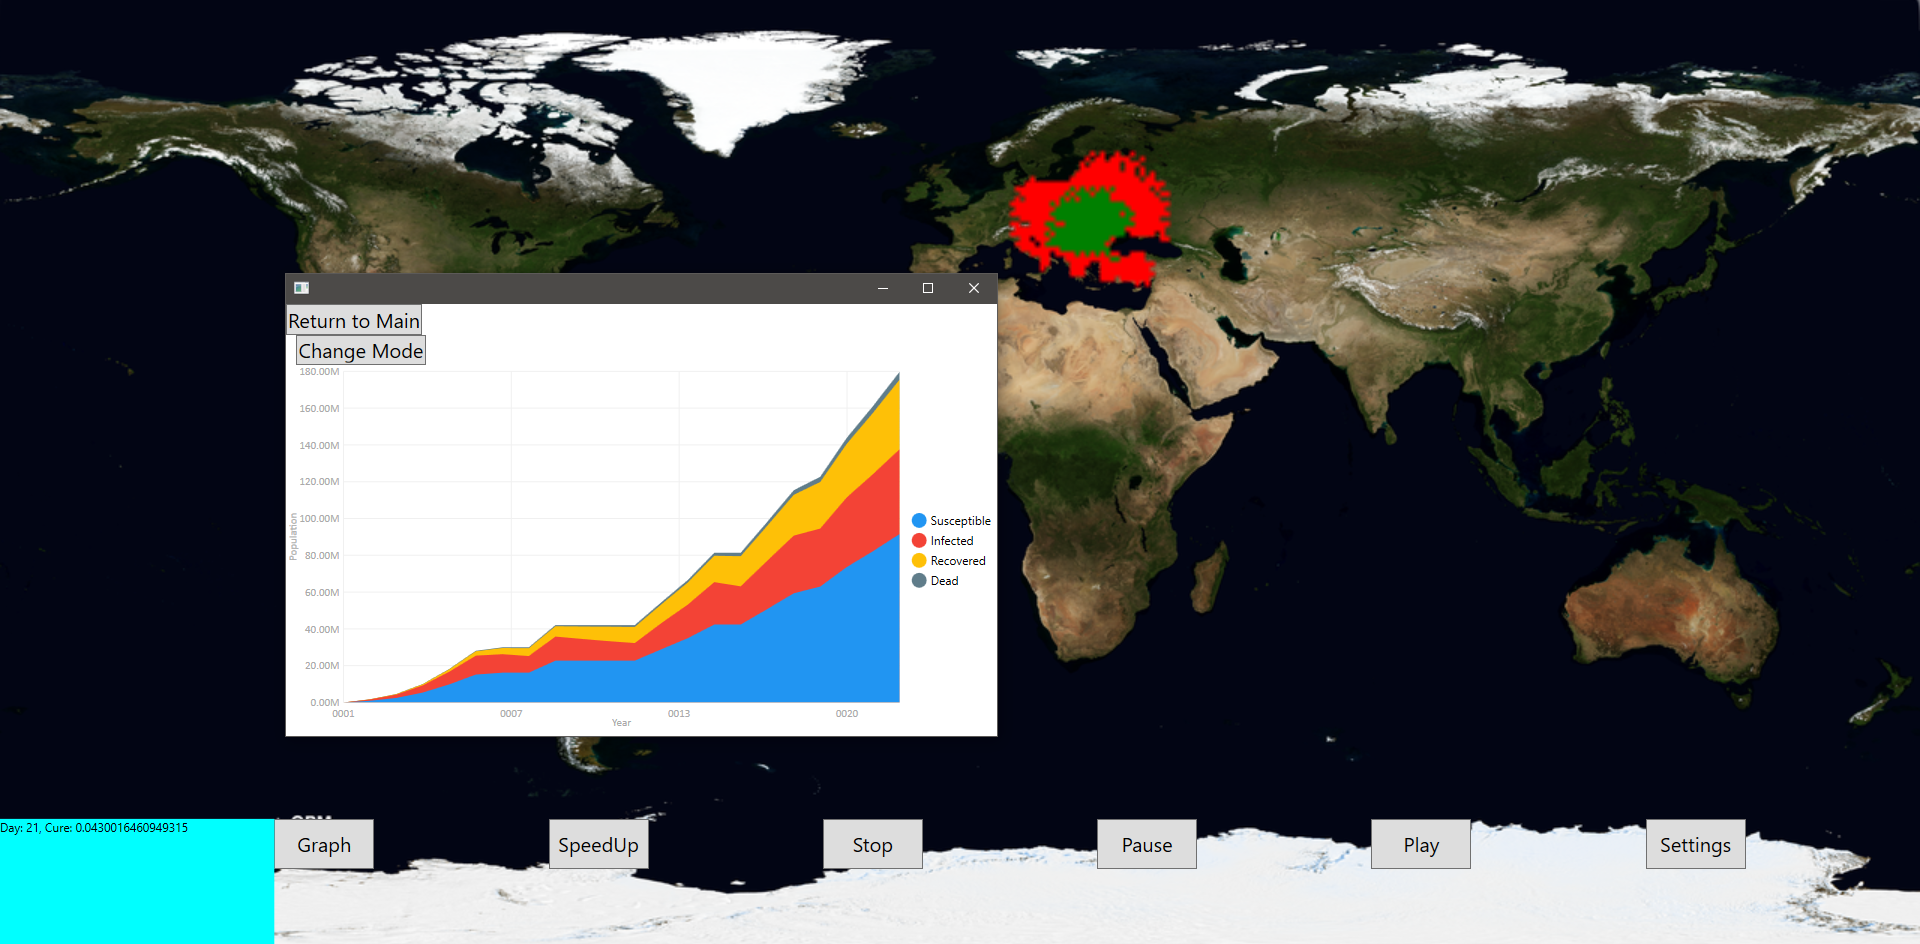 Return to Main
Change Mode
180.00M
160.00M
140.00M
120.00M
100.00M
80.00M
60.00M
40.00M
20.00M
0.00M
Population
0001 0007 0013 0020
Year
Susceptible
Infected
Recovered
Dead
Day: 21, Cure: 0.0430016460949315
Graph SpeedUp Stop Pause Play Settings